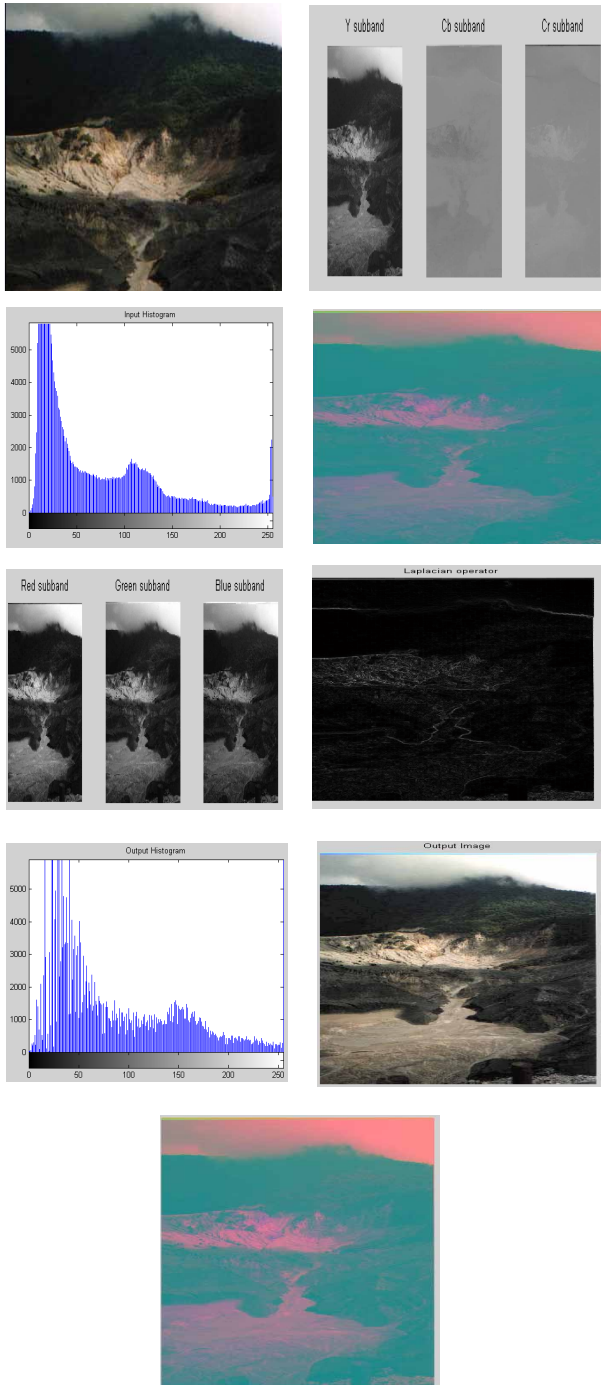 Y subband Cb subband Cr subband
Input Histogram
5000
4000
3000
2000
1000
0
0 50 100 150 200 250
Red subband Green subband Blue subband
Laplacian operator
Output Histogram
5000
4000
3000
2000
1000
0
0 50 100 150 200 250
Output Image